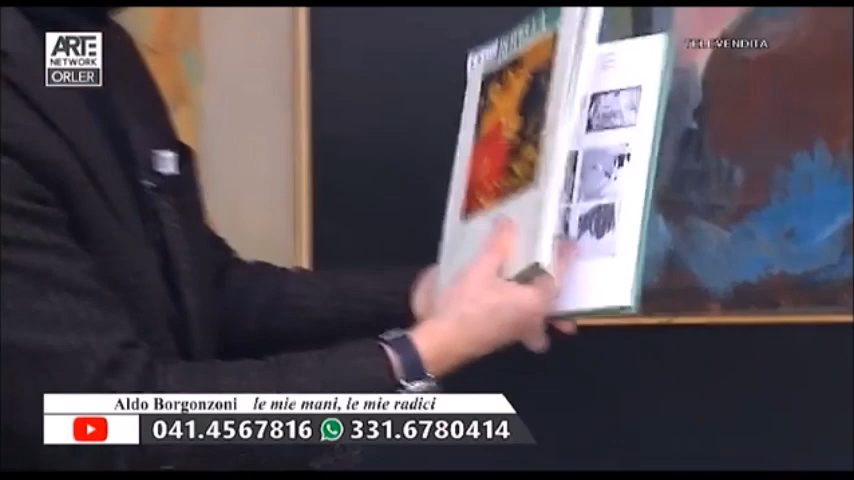 ARTE
NETWORK
ORLER
TELEVENDITA
Aldo Borgonzoni le mie mani, le mie radici
041.4567816 331.6780414